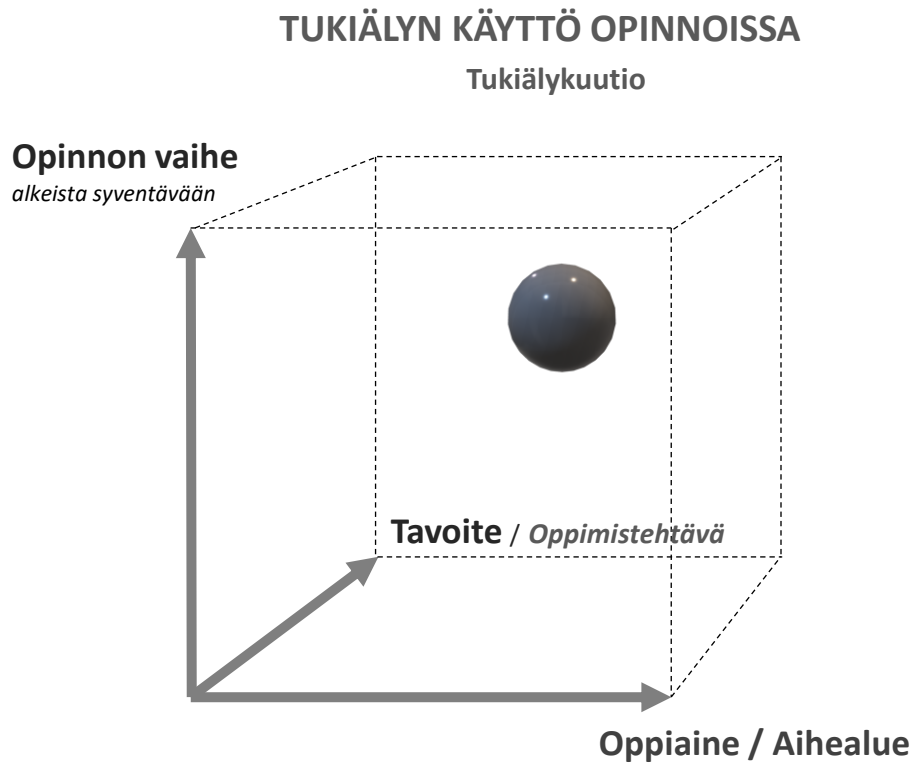 TUKIÄLYN KÄYTTÖ OPINNOISSA
Tukiälykuutio
Opinnon vaihe
alkeista syventävään
Tavoite / Oppimistehtävä
Oppiaine / Aihealue